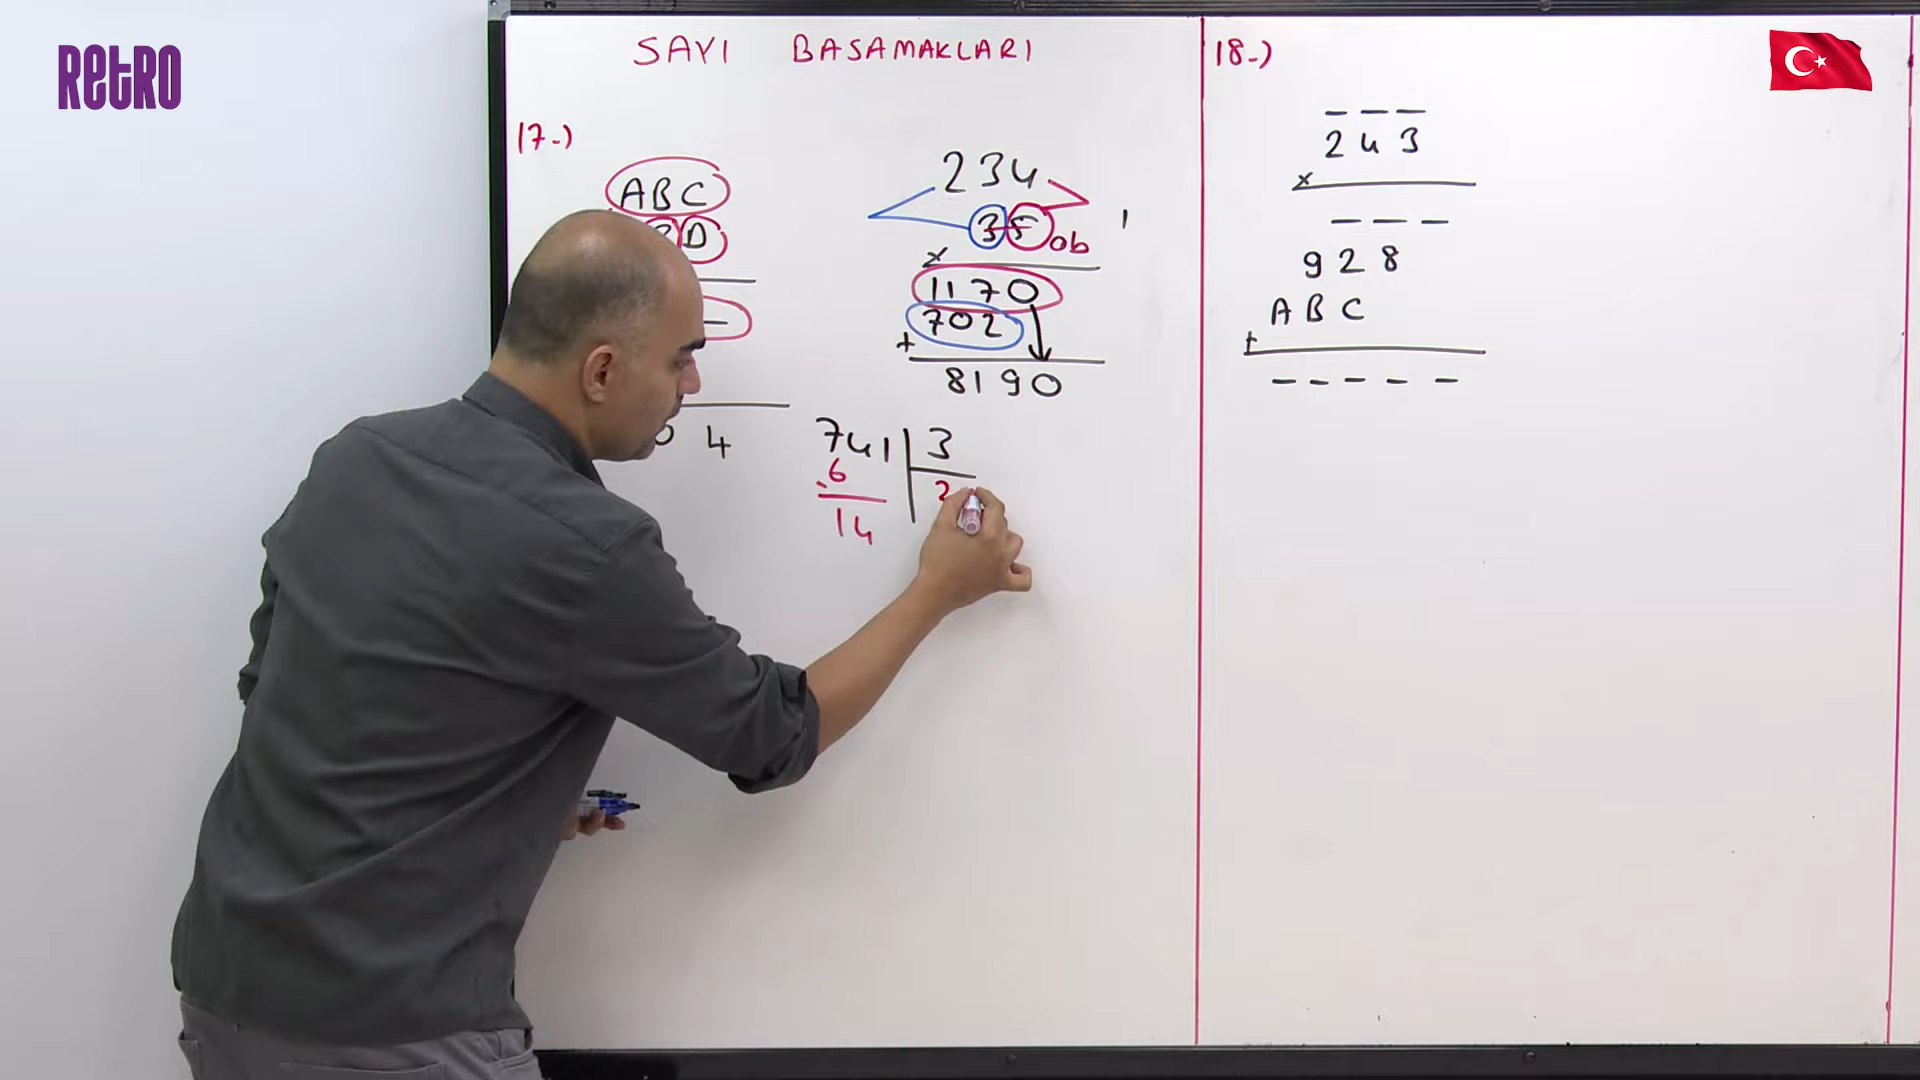 RETRO
SAYI BASAMAKLARI
17-)
ABC
D
4
234
35 ob
x
1170
702
+
8190
741 3
6 2
-
14
18-)
_ _ _
243
x
_ _ _
928
ABC
+
_ _ _ _ _